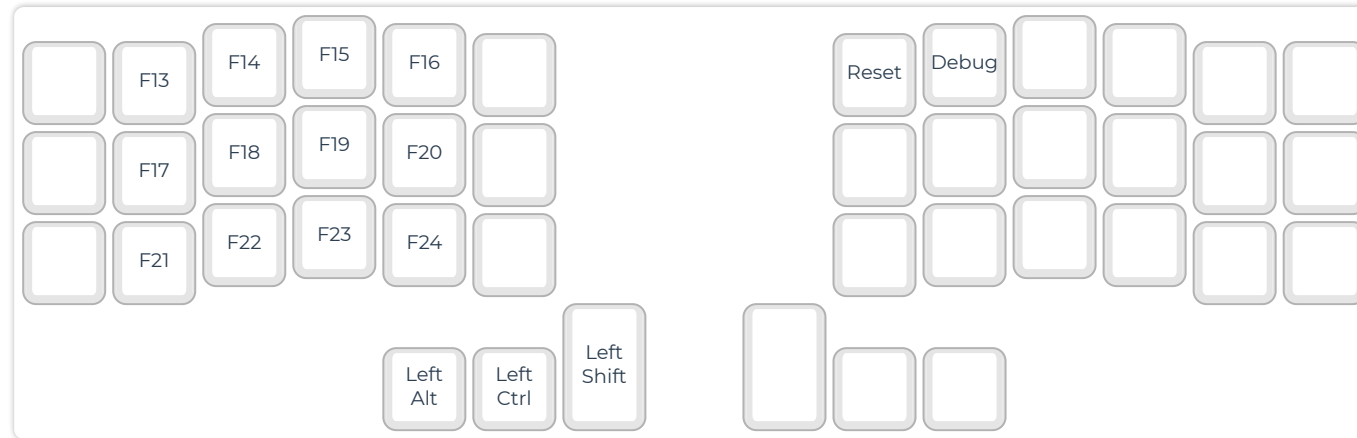 F13
F14
F15
F16
Reset
Debug
F17
F18
F19
F20
F21
F22
F23
F24
Left
Alt
Left
Ctrl
Left
Shift